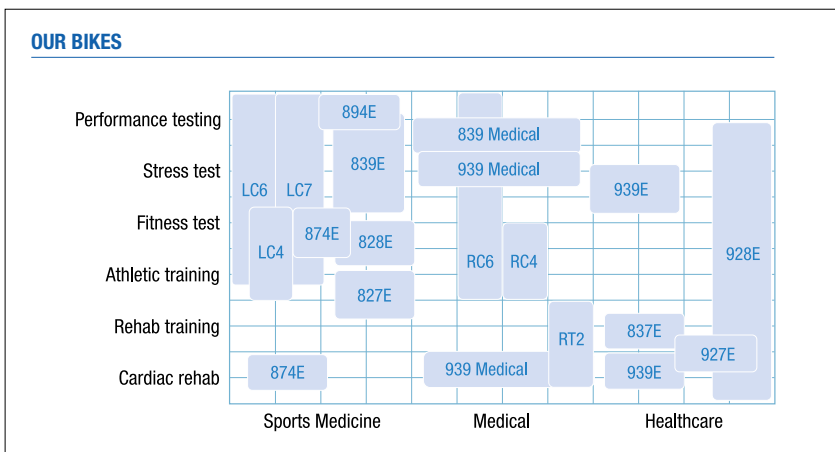 OUR BIKES
Performance testing
894E
839 Medical
839E
939 Medical
Stress test
939E
LC6
LC7
Fitness test
874E
828E
LC4
RC6
RC4
928E
Athletic training
827E
Rehab training
837E
RT2
927E
Cardiac rehab
874E
939 Medical
939E
Sports Medicine
Medical
Healthcare